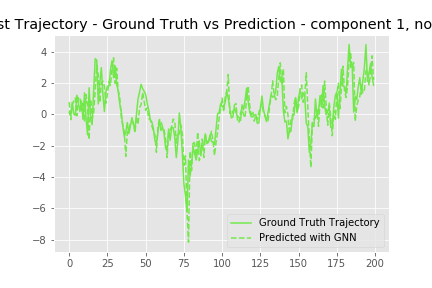 st Trajectory - Ground Truth vs Prediction - component 1, no
4
2
0
−2
−4
−6
−8
0 25 50 75 100 125 150 175 200
Ground Truth Trajectory
Predicted with GNN